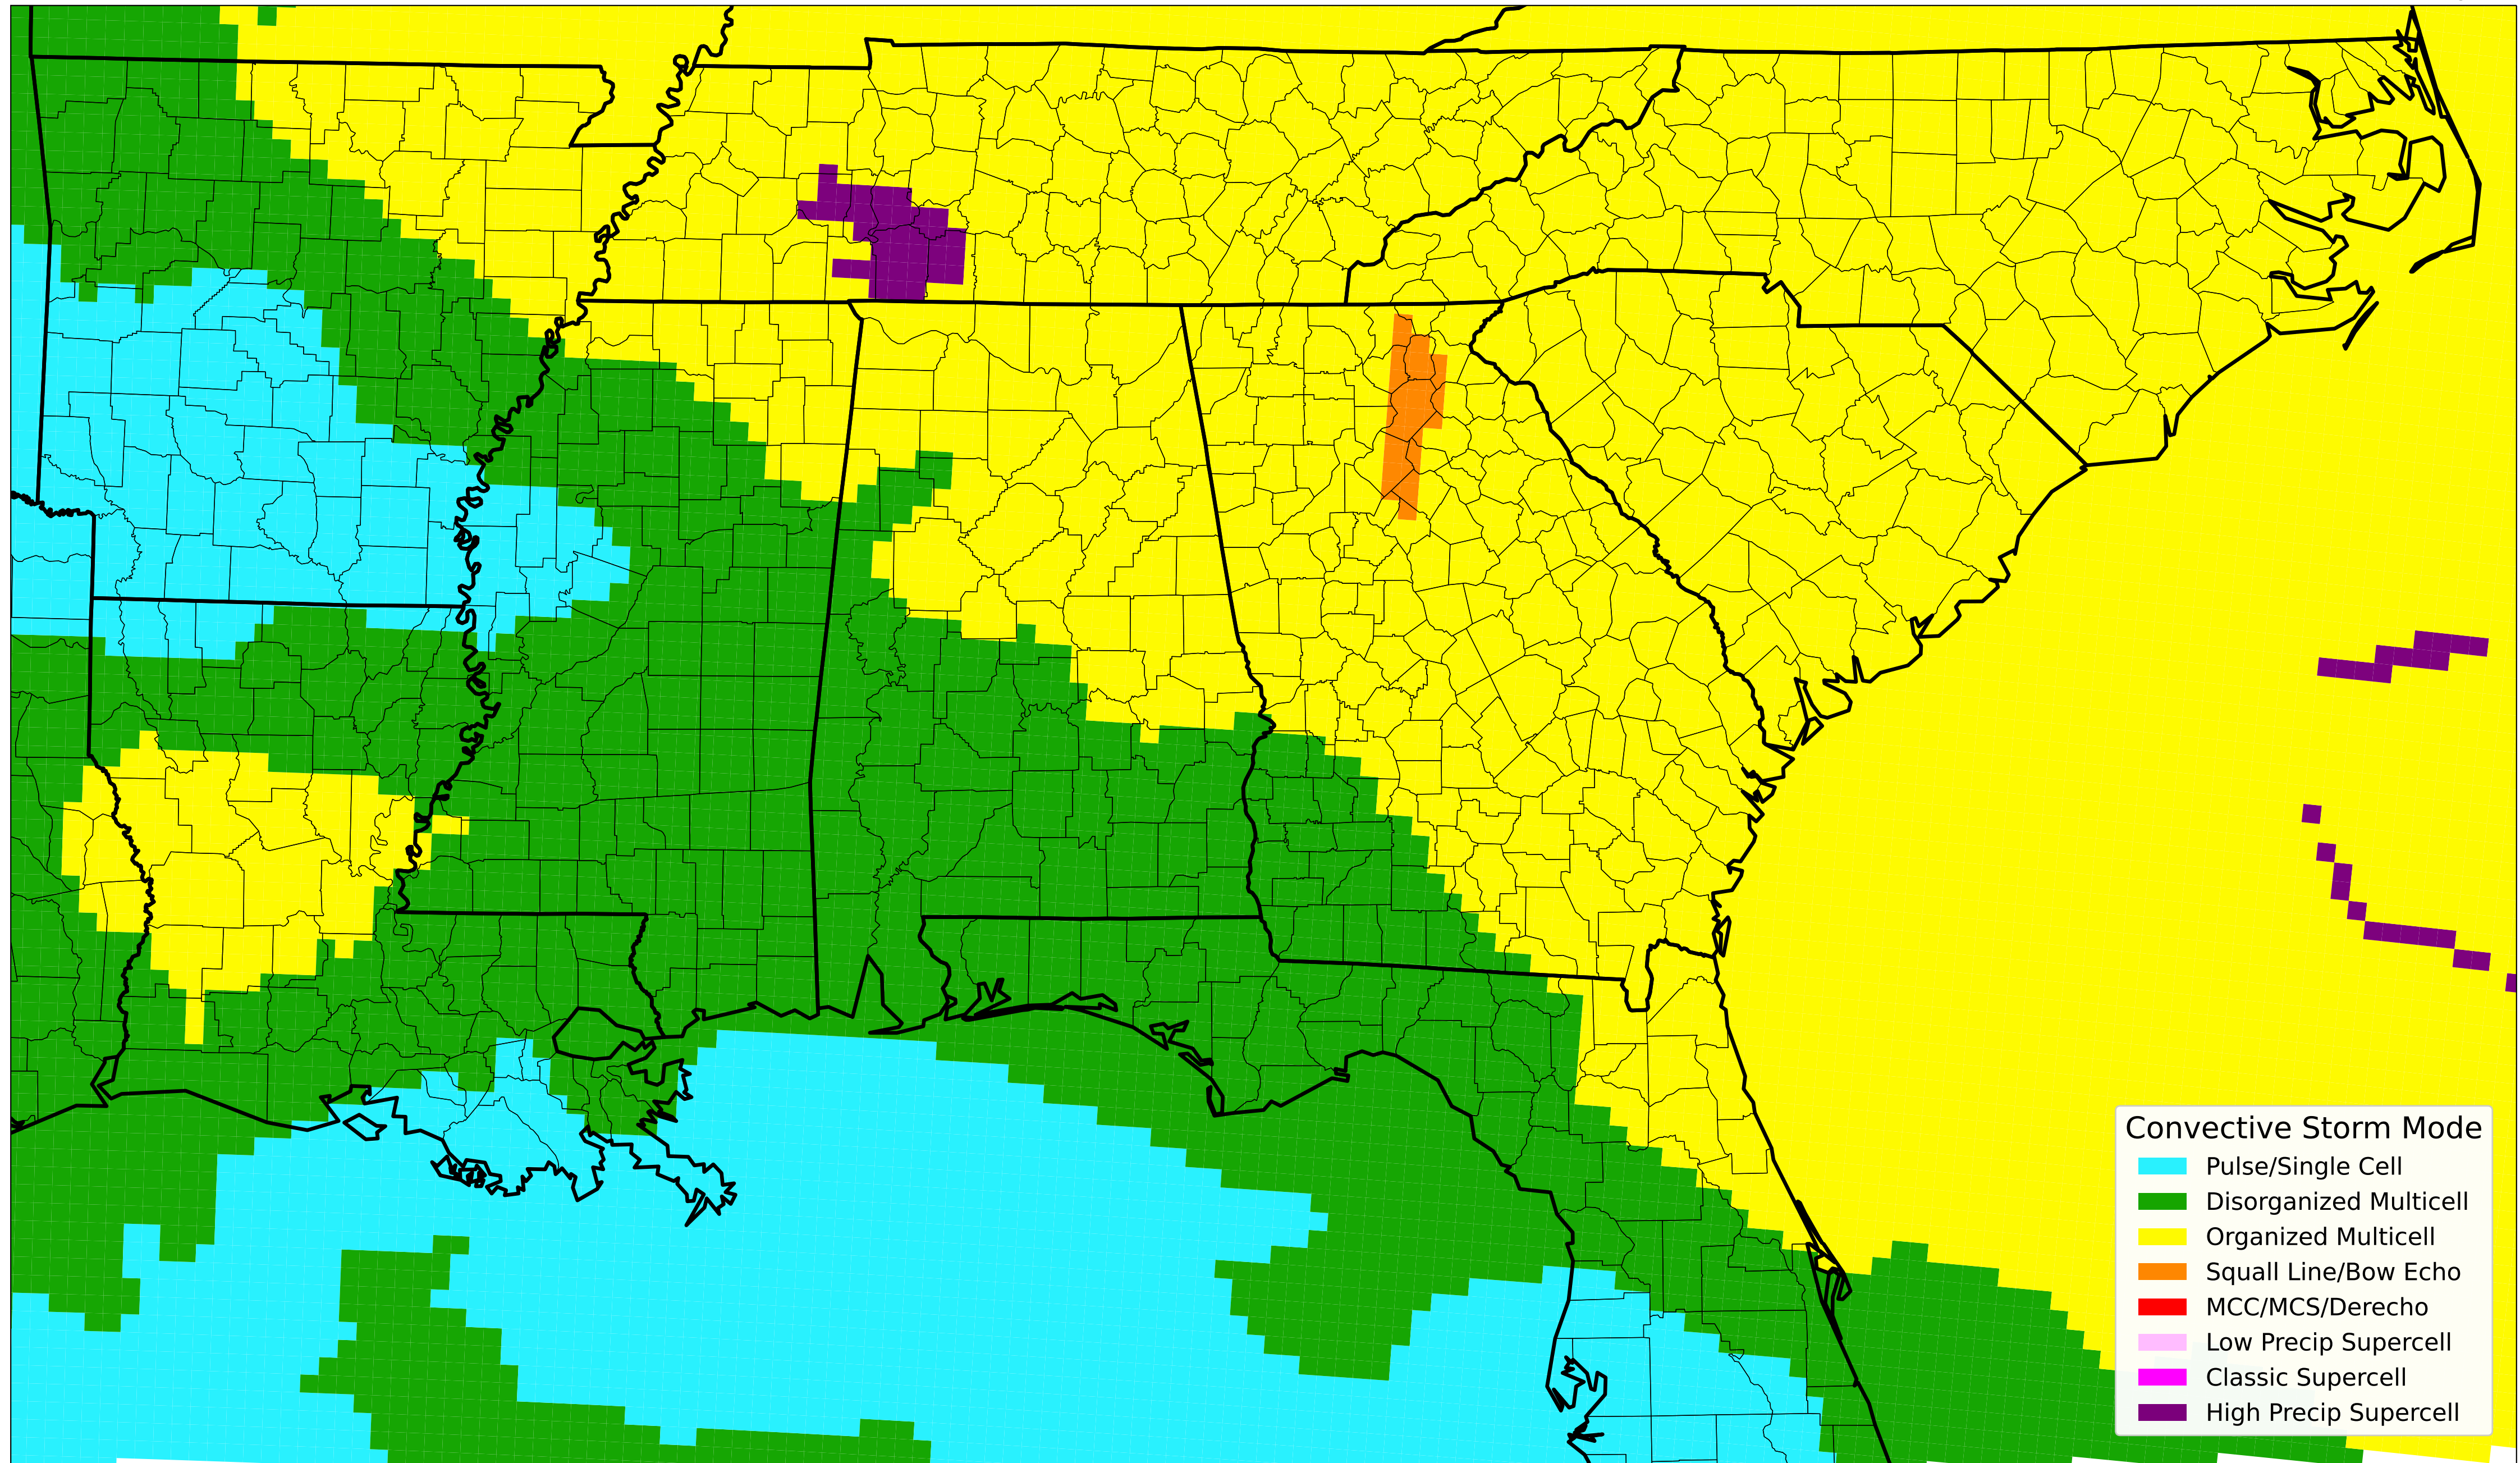 Convective Storm Mode
Pulse/Single Cell
Disorganized Multicell
Organized Multicell
Squall Line/Bow Echo
MCC/MCS/Derecho
Low Precip Supercell
Classic Supercell
High Precip Supercell